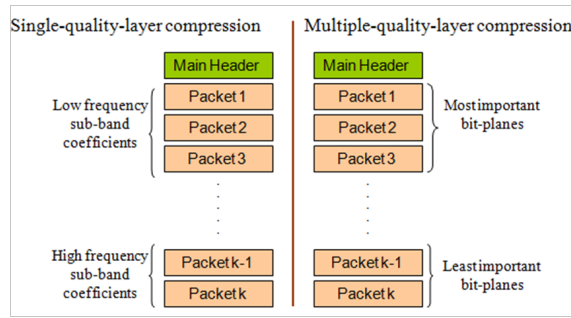 Single-quality-layer compression
Main Header
Packet 1
Packet 2
Packet 3
Low frequency
sub-band
coefficients
Packet k-1
Packet k
High frequency
sub-band
coefficients
Multiple-quality-layer compression
Main Header
Packet 1
Packet 2
Packet 3
Most important
bit-planes
Packet k-1
Packet k
Least important
bit-planes